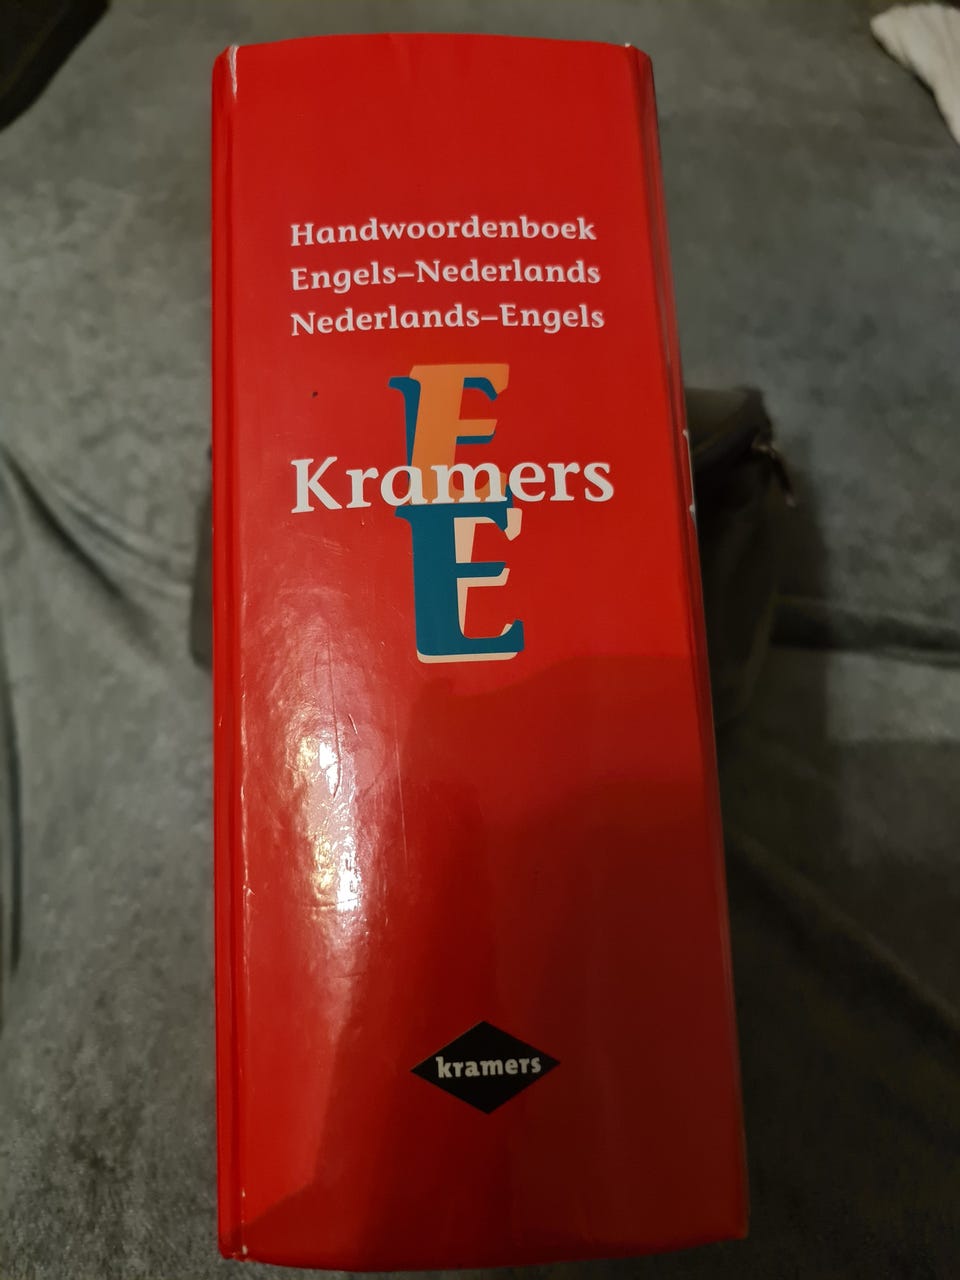 Handwoordenboek
Engels–Nederlands
Nederlands–Engels
E
Kramers
E
kramers